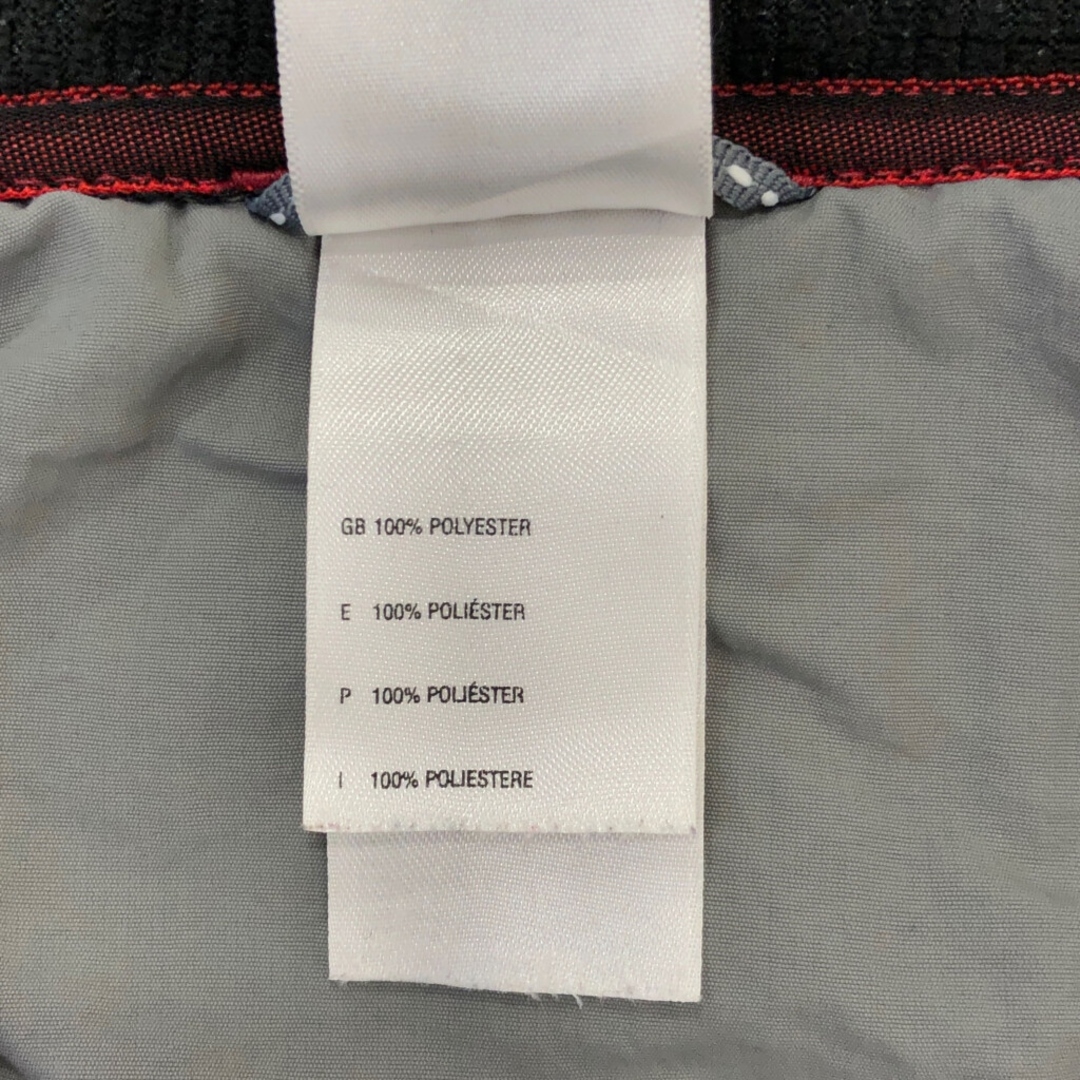 GB 100% POLYESTER
E 100% POLIÉSTER
P 100% POLIÉSTER
I 100% POLIESTERE